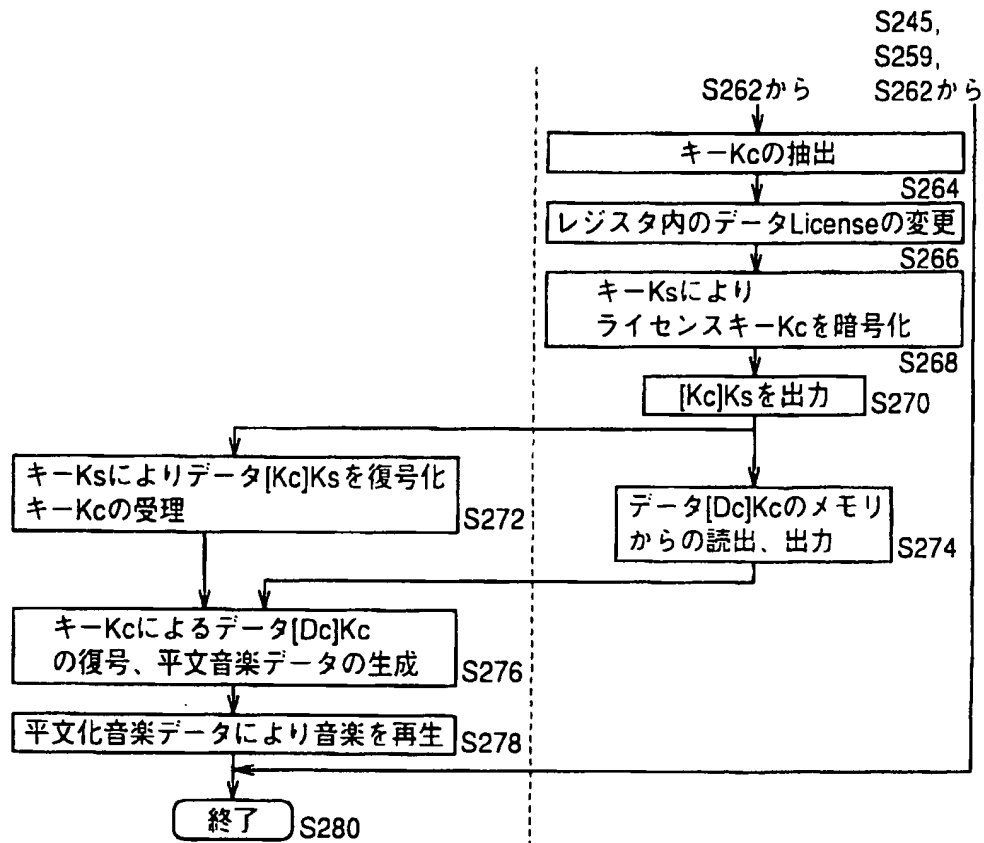 S245,
S259,
S262から
S262から
キーKcの抽出
S264
レジスタ内のデータLicenseの変更
S266
キーKsにより
ライセンスキーKcを暗号化
S268
[Kc]Ksを出力
S270
キーKsによりデータ[Kc]Ksを復号化
キーKcの受理
S272
データ[Dc]Kcのメモリ
からの読出、出力
S274
キーKcによるデータ[Dc]Kc
の復号、平文音楽データの生成
S276
平文化音楽データにより音楽を再生
S278
終了
S280